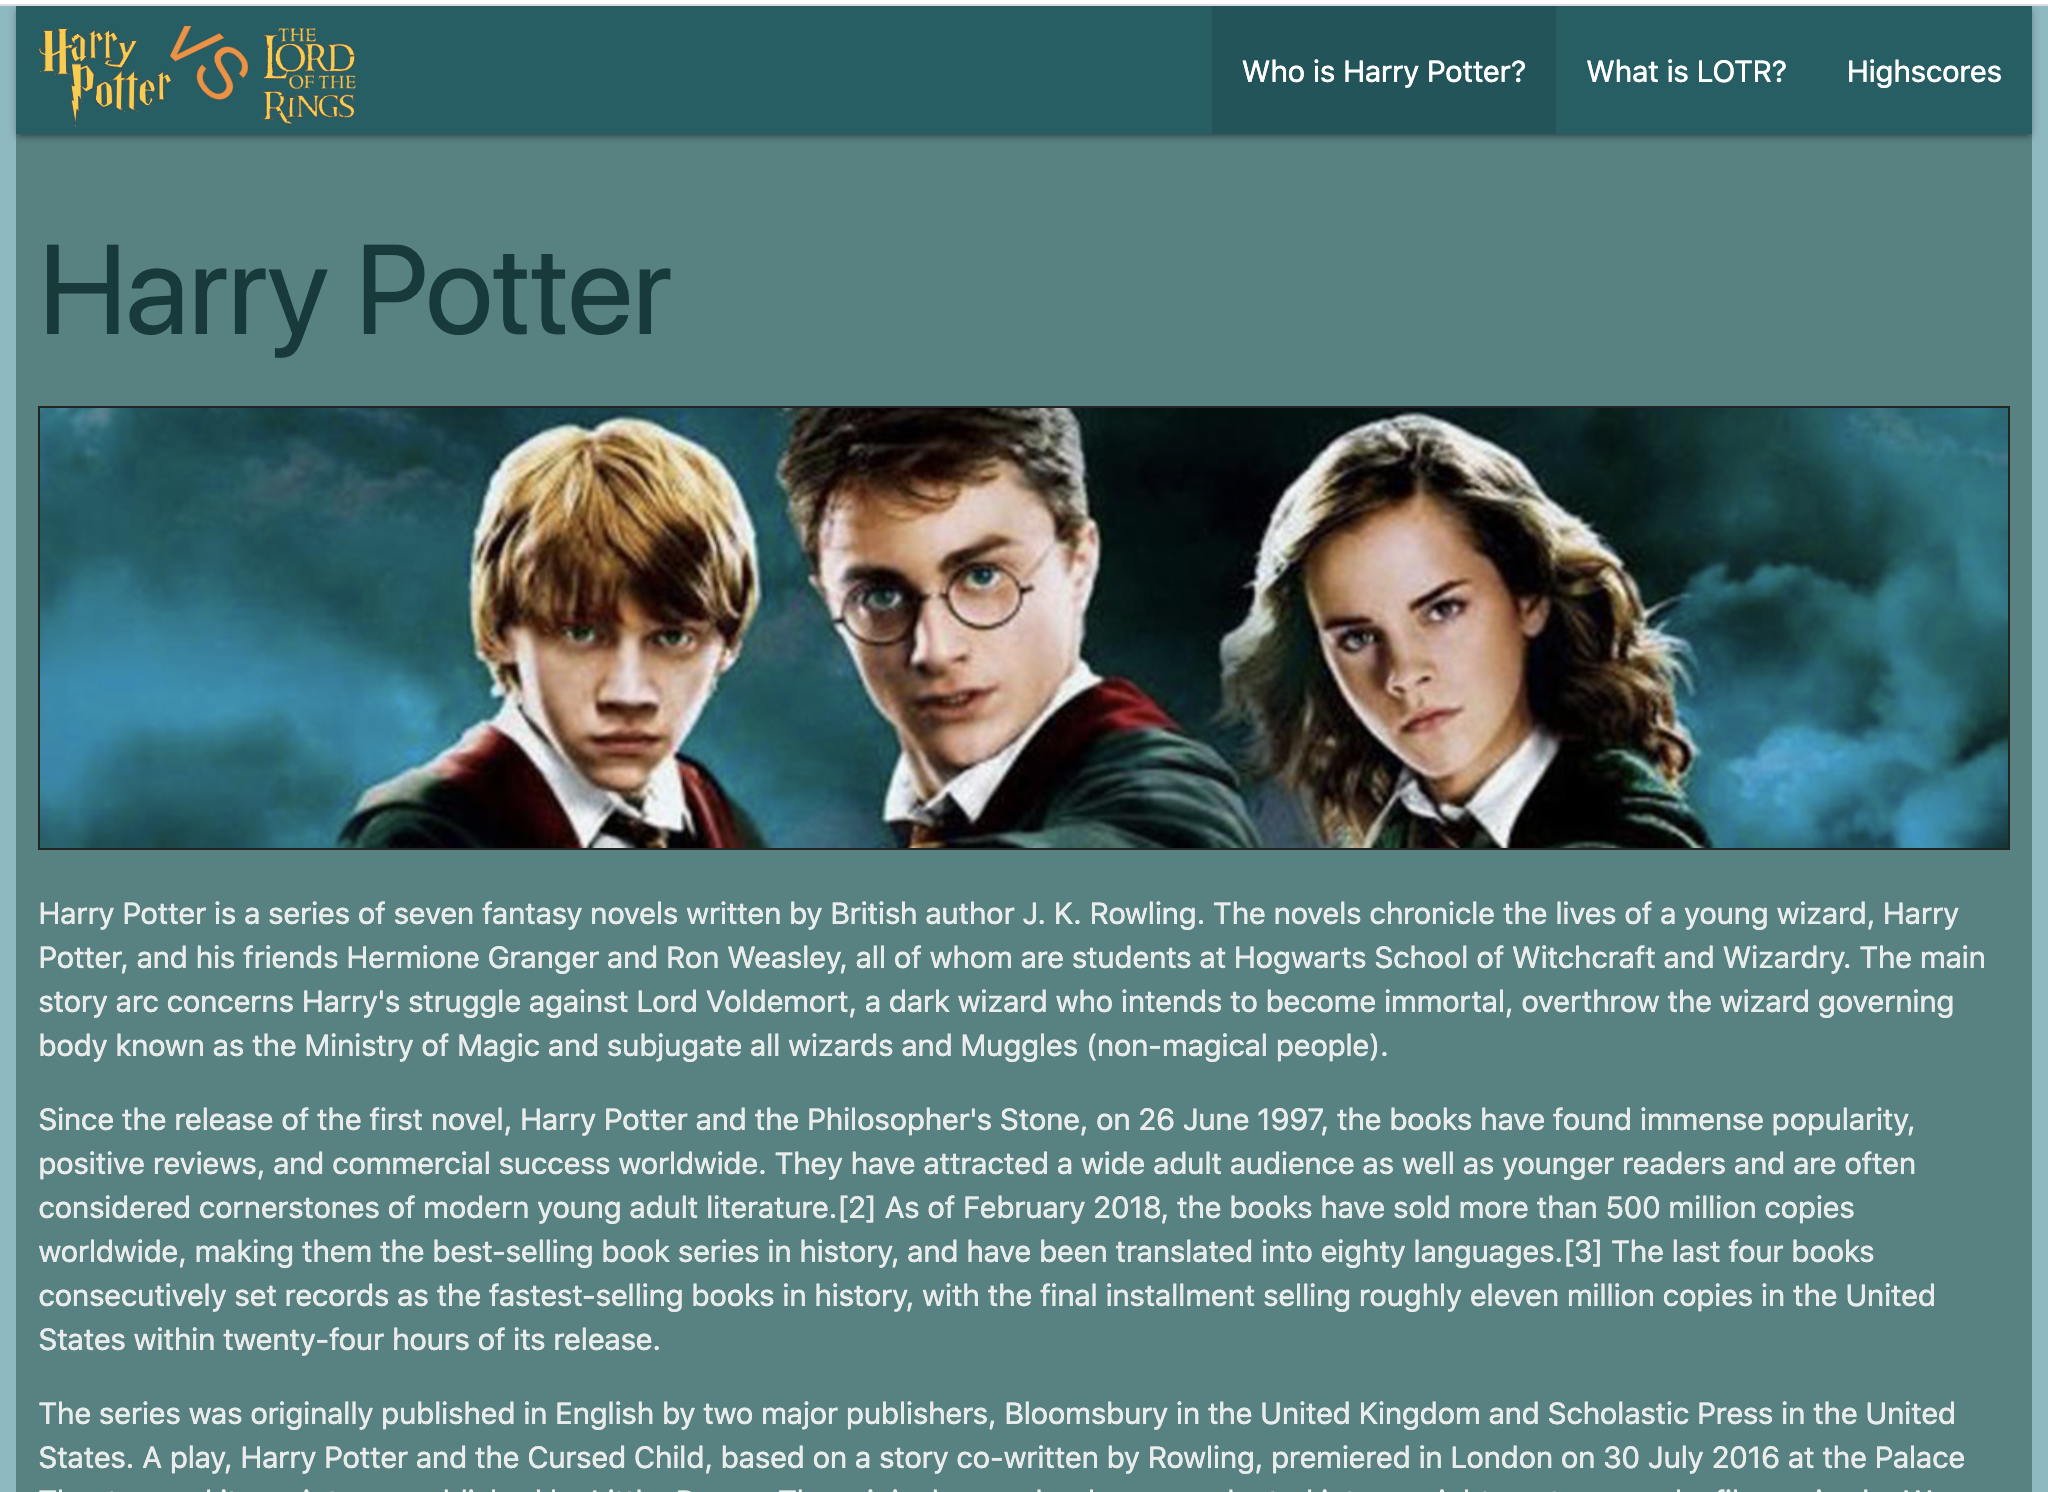 Harry
Potter
VS
THE
LORD
OF THE
RINGS
Who is Harry Potter?
What is LOTR?
Highscores
Harry Potter
Harry Potter is a series of seven fantasy novels written by British author J. K. Rowling. The novels chronicle the lives of a young wizard, Harry
Potter, and his friends Hermione Granger and Ron Weasley, all of whom are students at Hogwarts School of Witchcraft and Wizardry. The main
story arc concerns Harry's struggle against Lord Voldemort, a dark wizard who intends to become immortal, overthrow the wizard governing
body known as the Ministry of Magic and subjugate all wizards and Muggles (non-magical people).
Since the release of the first novel, Harry Potter and the Philosopher's Stone, on 26 June 1997, the books have found immense popularity,
positive reviews, and commercial success worldwide. They have attracted a wide adult audience as well as younger readers and are often
considered cornerstones of modern young adult literature.[2] As of February 2018, the books have sold more than 500 million copies
worldwide, making them the best-selling book series in history, and have been translated into eighty languages.[3] The last four books
consecutively set records as the fastest-selling books in history, with the final installment selling roughly eleven million copies in the United
States within twenty-four hours of its release.
The series was originally published in English by two major publishers, Bloomsbury in the United Kingdom and Scholastic Press in the United
States. A play, Harry Potter and the Cursed Child, based on a story co-written by Rowling, premiered in London on 30 July 2016 at the Palace